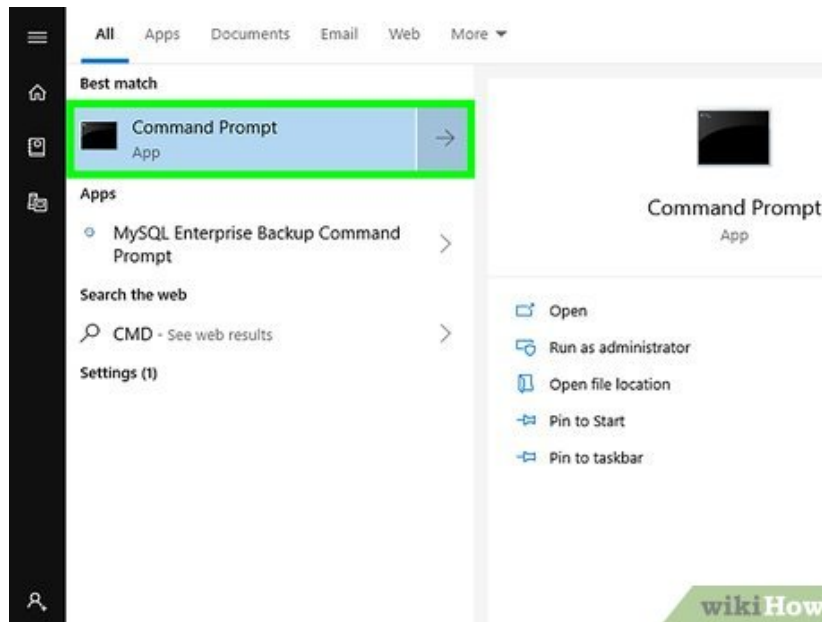 All Apps Documents Email Web More
Best match
Command Prompt
App
Apps
MySQL Enterprise Backup Command
Prompt
Search the web
CMD - See web results
Settings (1)
Command Prompt
App
Open
Run as administrator
Open file location
Pin to Start
Pin to taskbar
wikiHow